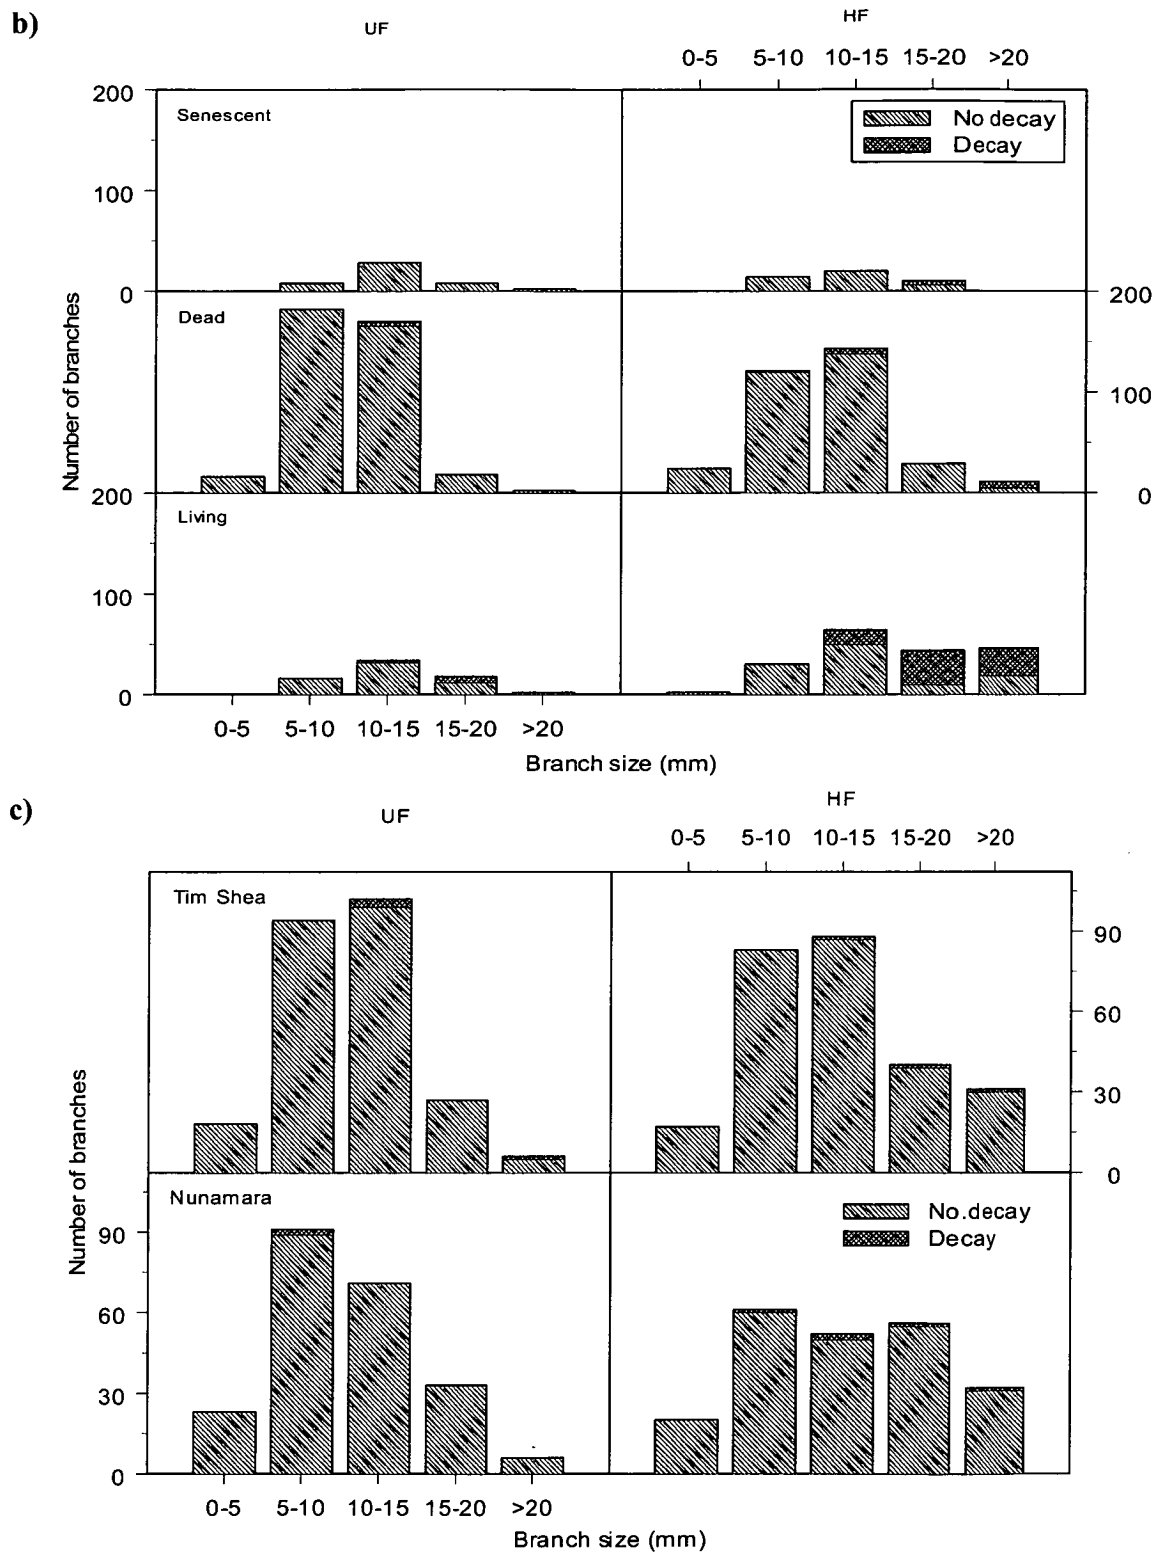 b)
UF
HF
0-5 5-10 10-15 15-20 >20
200
Senescent
No decay
Decay
100
0
200
Dead
100
Number of branches
200
0
Living
100
0
0-5 5-10 10-15 15-20 >20
Branch size (mm)
c)
UF
HF
0-5 5-10 10-15 15-20 >20
Tim Shea
90
60
30
0
Number of branches
Nunamara
No.decay
Decay
90
60
30
0
0-5 5-10 10-15 15-20 >20
Branch size (mm)